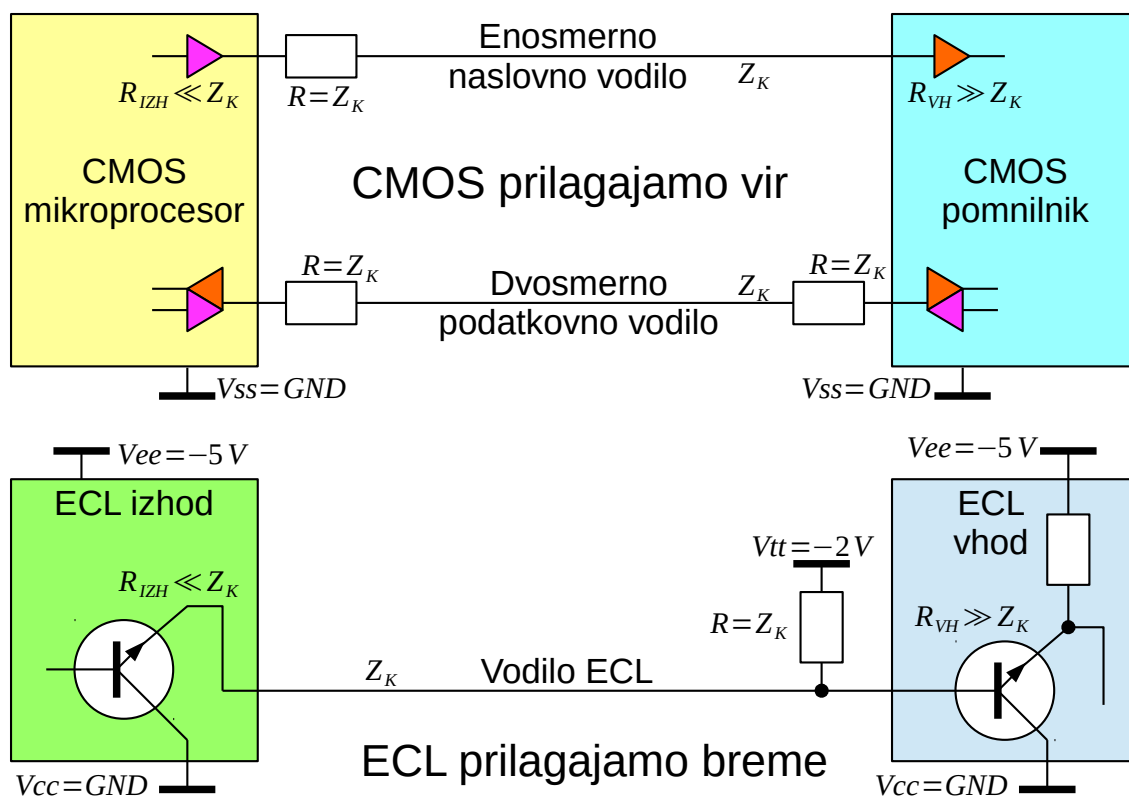 Enosmerno
naslovno vodilo
Z_K
R_IZH ≪ Z_K
R=Z_K
R_VH ≫ Z_K
CMOS
mikroprocesor
CMOS prilagajamo vir
CMOS
pomnilnik
R=Z_K
Dvosmerno
podatkovno vodilo
Z_K
R=Z_K
Vss=GND
Vss=GND
Vee=−5 V
Vee=−5 V
ECL izhod
ECL
vhod
Vtt=−2 V
R_IZH ≪ Z_K
R=Z_K
R_VH ≫ Z_K
Z_K
Vodilo ECL
ECL prilagajamo breme
Vcc=GND
Vcc=GND